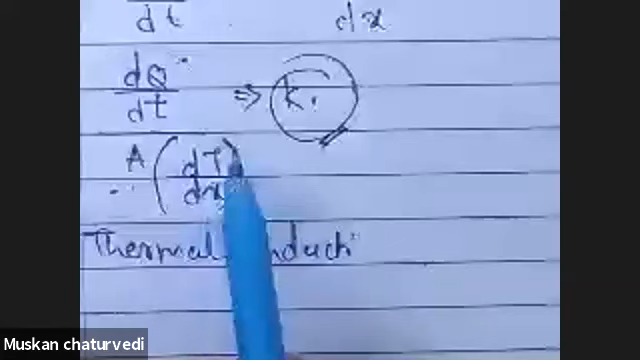 dt dx
dQ
dt ⇒ k.
A ( dT
dx
Thermal
Muskan chaturvedi